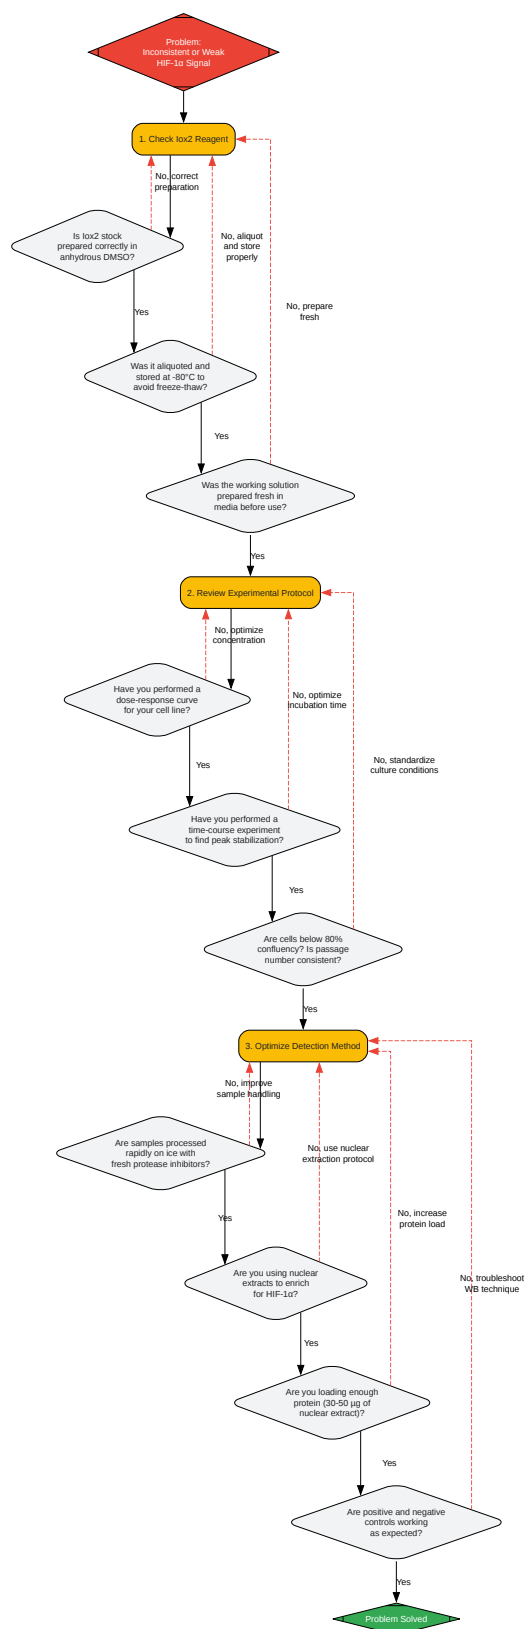 Problem:
Inconsistent or Weak
HIF-1α Signal
1. Check Iox2 Reagent
No, correct
preparation
Is Iox2 stock
prepared correctly in
anhydrous DMSO?
No, aliquot
and store
properly
No, prepare
fresh
Yes
Was it aliquoted and
stored at -80°C to
avoid freeze-thaw?
Yes
Was the working solution
prepared fresh in
media before use?
Yes
2. Review Experimental Protocol
No, optimize
concentration
Have you performed a
dose-response curve
for your cell line?
No, optimize
incubation time
No, standardize
culture conditions
Yes
Have you performed a
time-course experiment
to find peak stabilization?
Yes
Are cells below 80%
confluency? Is passage
number consistent?
Yes
3. Optimize Detection Method
No, improve
sample handling
Are samples processed
rapidly on ice with
fresh protease inhibitors?
No, use nuclear
extraction protocol
No, increase
protein load
Yes
Are you using nuclear
extracts to enrich
for HIF-1α?
No, troubleshoot
WB technique
Yes
Are you loading enough
protein (30-50 µg of
nuclear extract)?
Yes
Are positive and negative
controls working
as expected?
Yes
Problem Solved